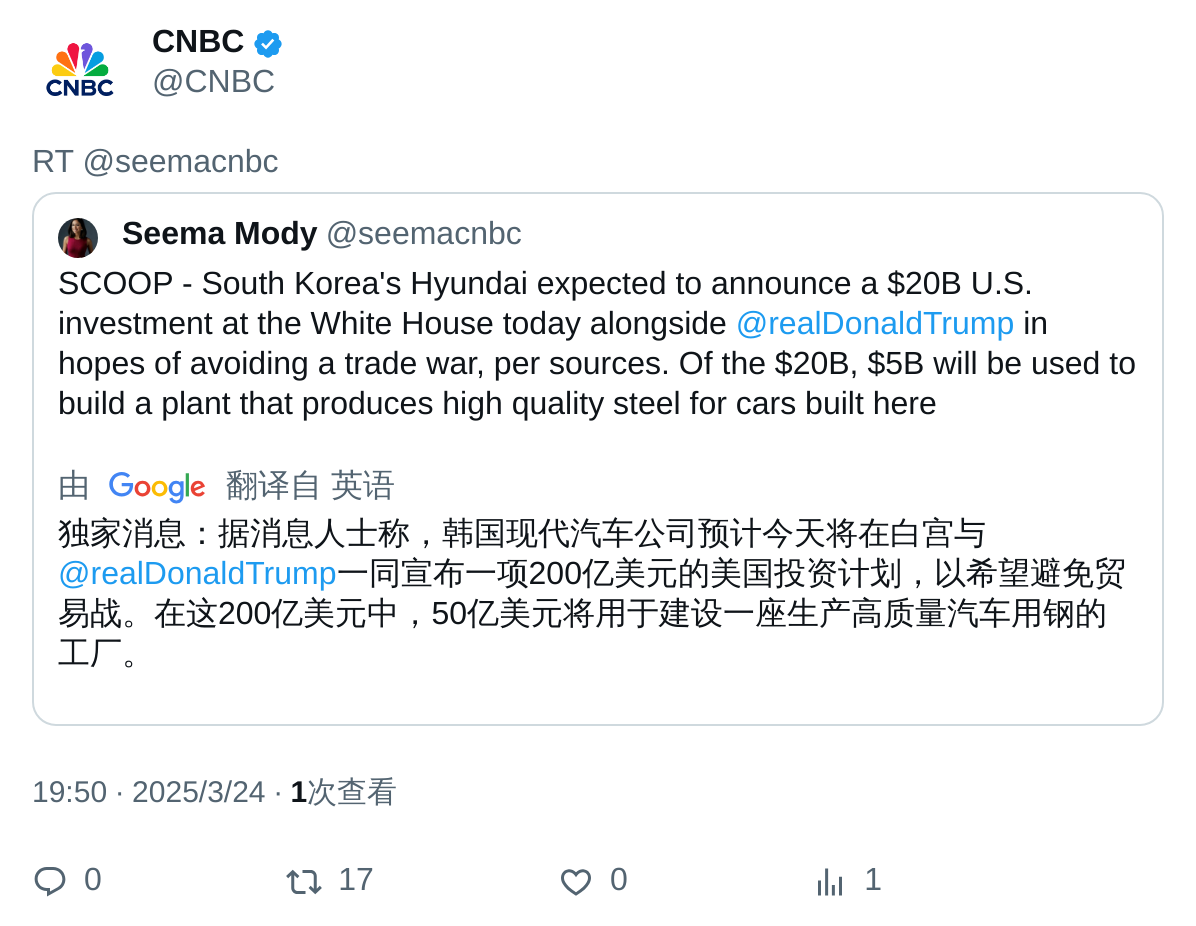 CNBC
@CNBC
CNBC
RT @seemacnbc
Seema Mody @seemacnbc
SCOOP - South Korea's Hyundai expected to announce a $20B U.S.
investment at the White House today alongside @realDonaldTrump in
hopes of avoiding a trade war, per sources. Of the $20B, $5B will be used to
build a plant that produces high quality steel for cars built here
由 Google 翻译自 英语
独家消息：据消息人士称，韩国现代汽车公司预计今天将在白宫与
@realDonaldTrump一同宣布一项200亿美元的美国投资计划，以希望避免贸
易战。在这200亿美元中，50亿美元将用于建设一座生产高质量汽车用钢的
工厂。
19:50 · 2025/3/24 · 1次查看
0 17 0 1